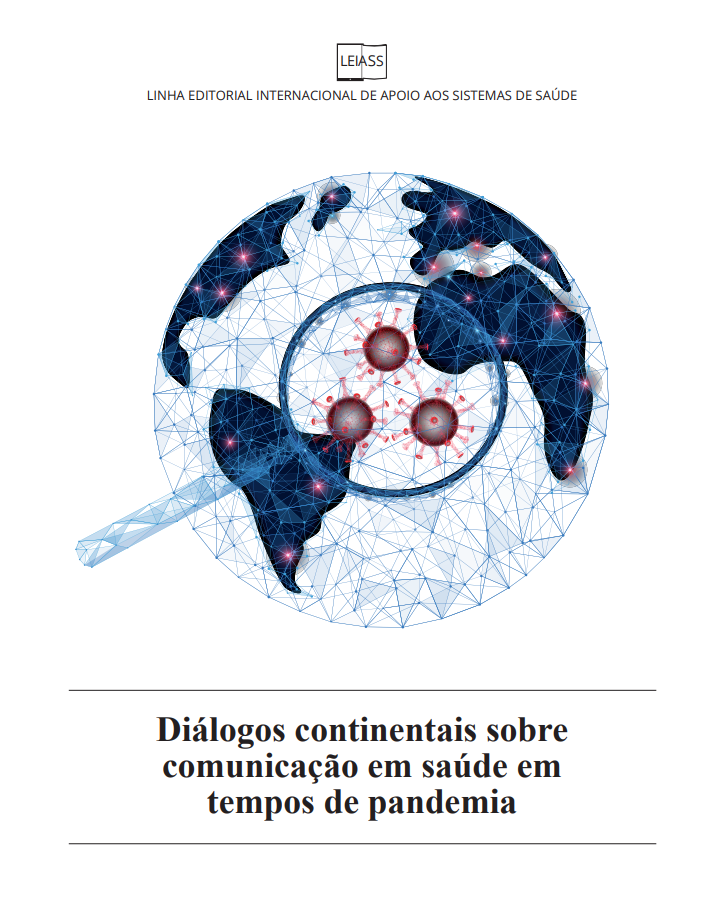 LEIASS
LINHA EDITORIAL INTERNACIONAL DE APOIO AOS SISTEMAS DE SAÚDE
Diálogos continentais sobre
comunicação em saúde em
tempos de pandemia